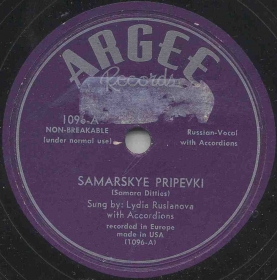 ARGEE
Records
1096-A
NON-BREAKABLE
(under normal use)
Russian-Vocal
with Accordions
SAMARSKYE PRIPEVKI
(Samara Ditties)
Sung by: Lydia Ruslanova
with Accordions
recorded in Europe
made in USA
(1096-A)